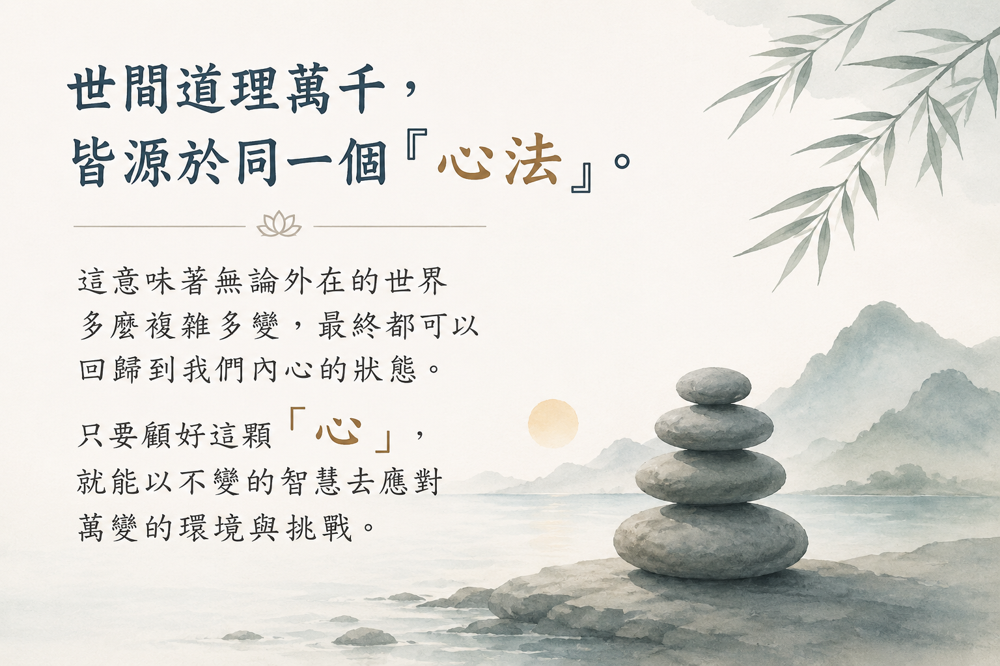 世間道理萬千，
皆源於同一個『心法』。
這意味著無論外在的世界
多麼複雜多變，最終都可以
回歸到我們內心的狀態。
只要顧好這顆「心」，
就能以不變的智慧去應對
萬變的環境與挑戰。